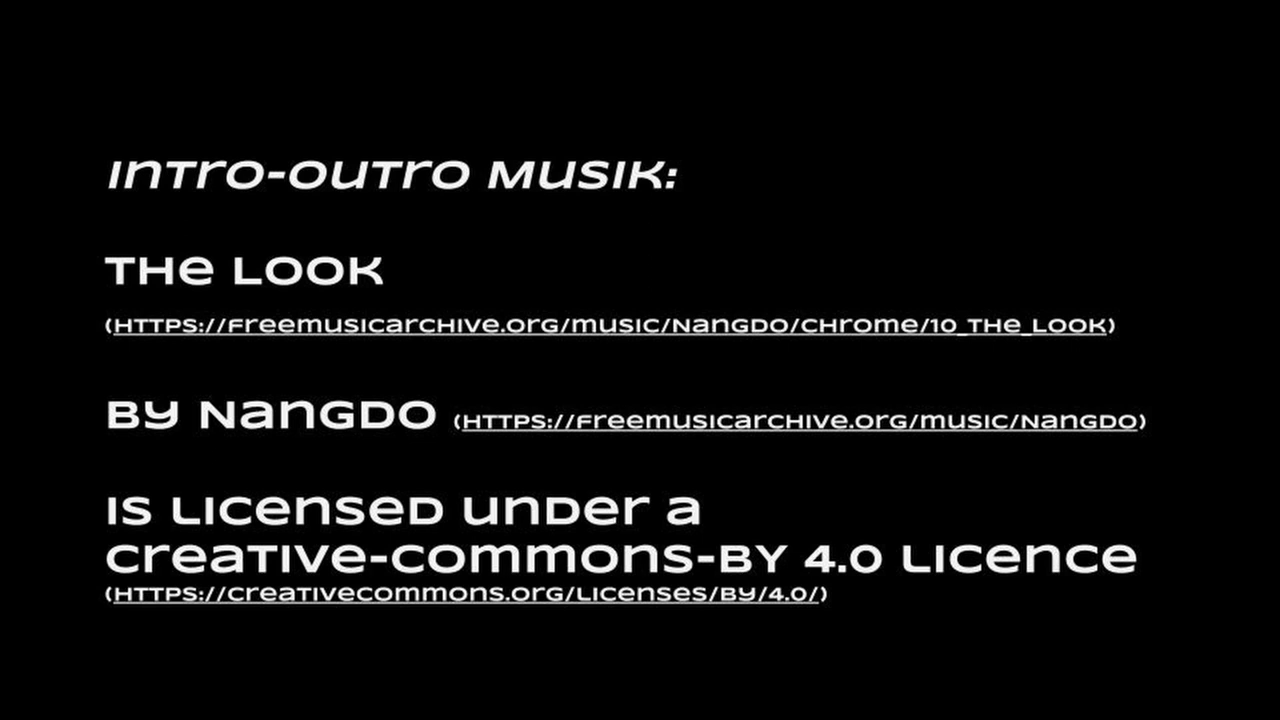 Intro-Outro Musik:
The Look
(https://freemusicarchive.org/music/Nangdo/Chrome/10_The_Look)
By Nangdo (https://freemusicarchive.org/music/Nangdo)
is licensed under a
Creative-Commons-BY 4.0 Licence
(https://creativecommons.org/licenses/by/4.0/)